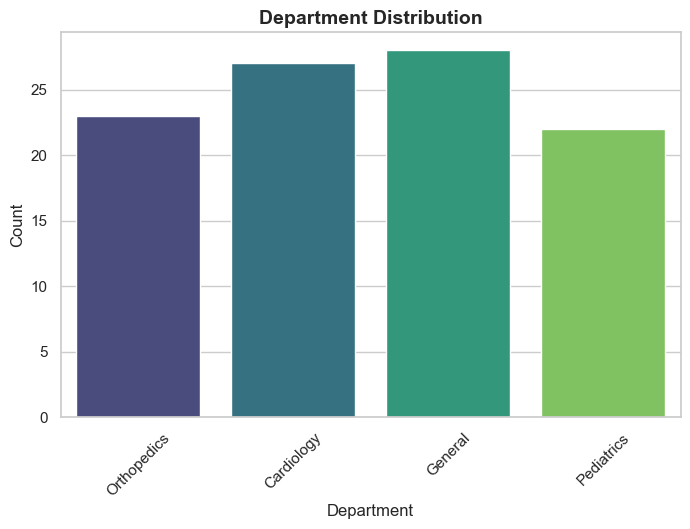 Department Distribution
Count
25
20
15
10
5
0
Orthopedics
Cardiology
General
Pediatrics
Department